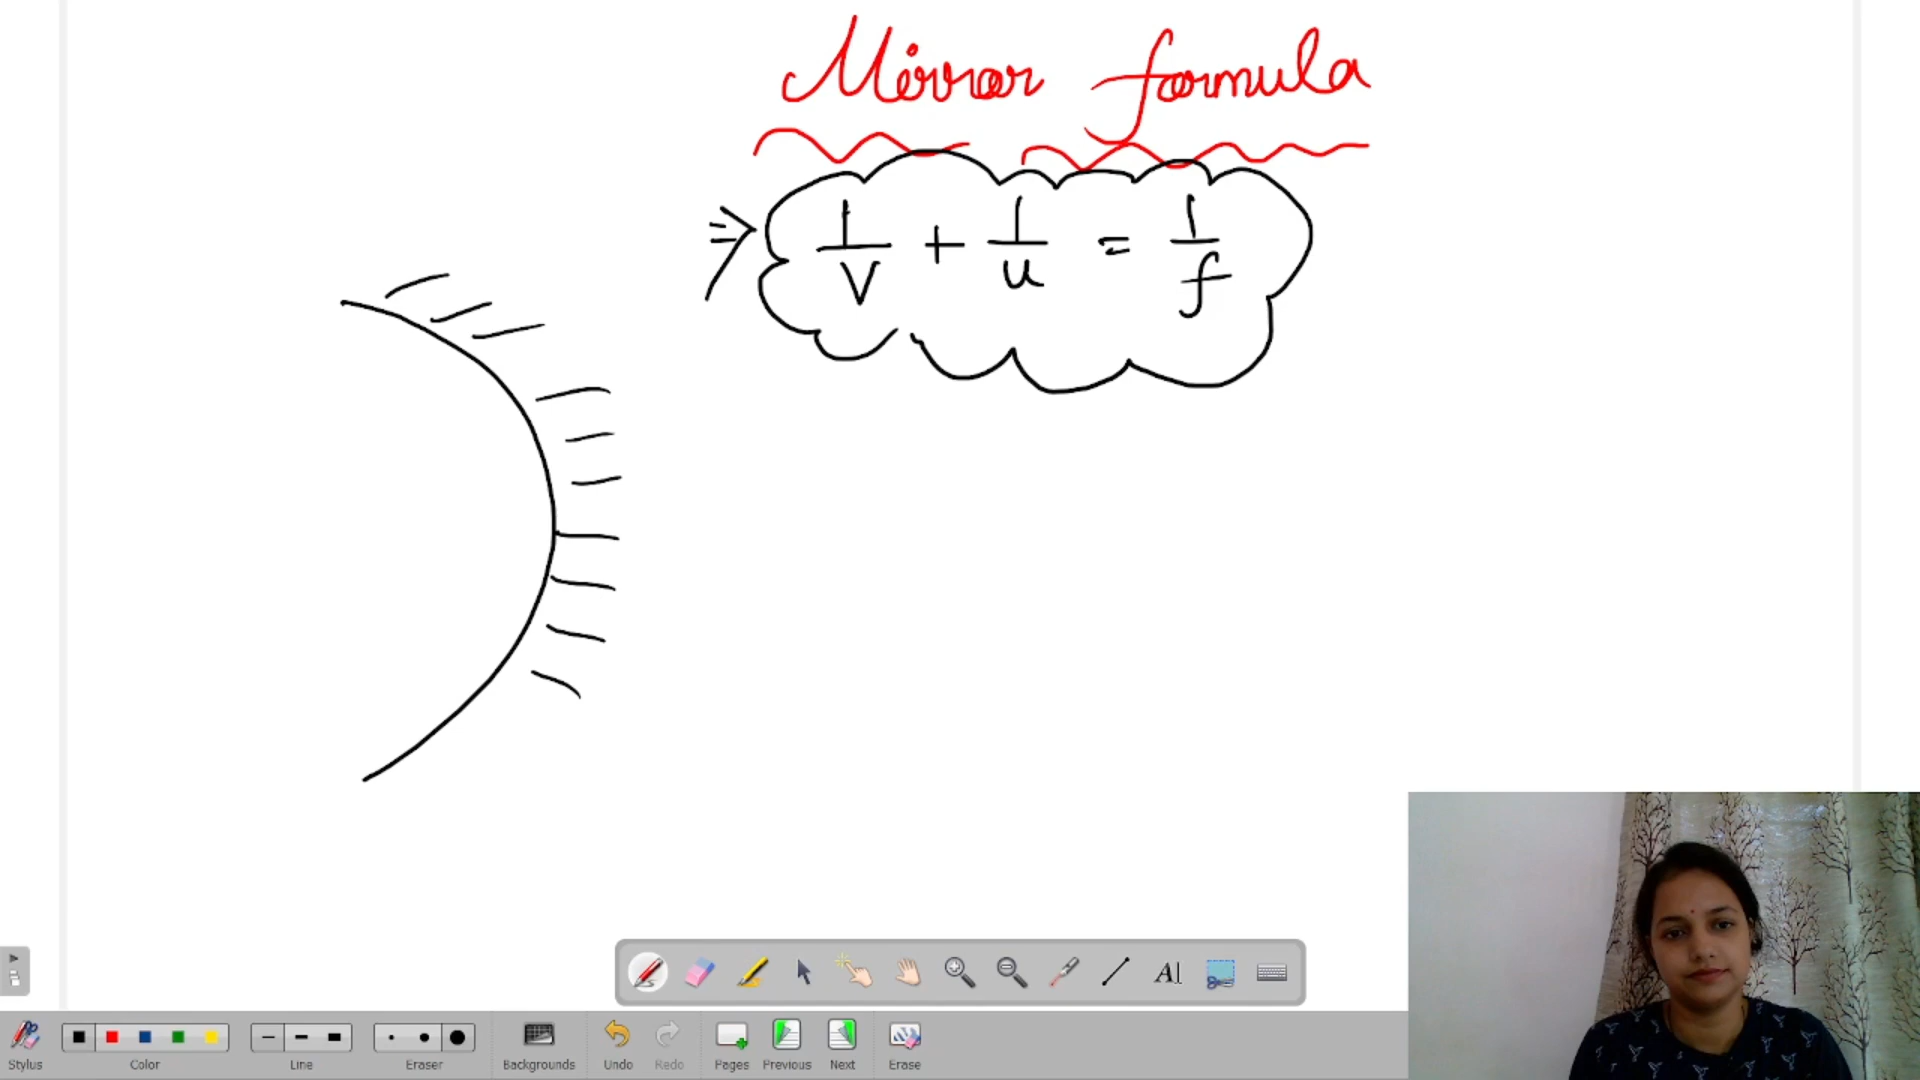 Mirror formula
1/V + 1/u = 1/f
Stylus Color Line Eraser Backgrounds Undo Redo Pages Previous Next Erase